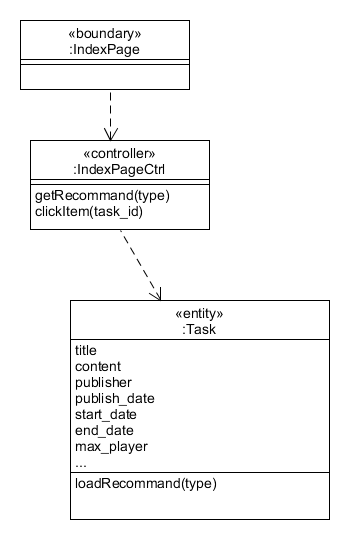 «boundary»
:IndexPage
«controller»
:IndexPageCtrl
getRecommand(type)
clickItem(task_id)
«entity»
:Task
title
content
publisher
publish_date
start_date
end_date
max_player
...
loadRecommand(type)